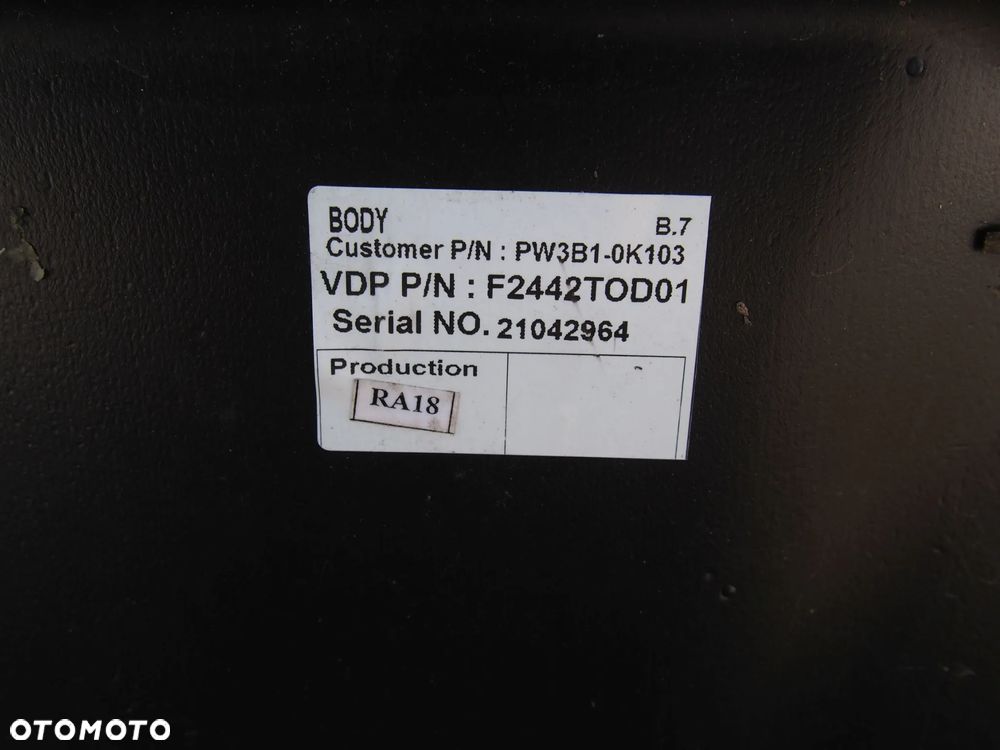 BODY B.7
Customer P/N : PW3B1-0K103
VDP P/N : F2442TOD01
Serial NO. 21042964
Production
RA18
OTOMOTO